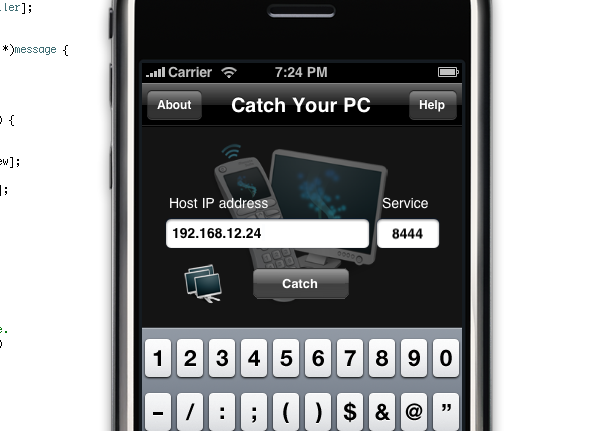 ller];
*)message {
Carrier 7:24 PM
) {
About Catch Your PC Help
ew];
];
Host IP address Service
192.168.12.24 8444
Catch
e.
)
1 2 3 4 5 6 7 8 9 0
- / : ; ( ) $ & @ "